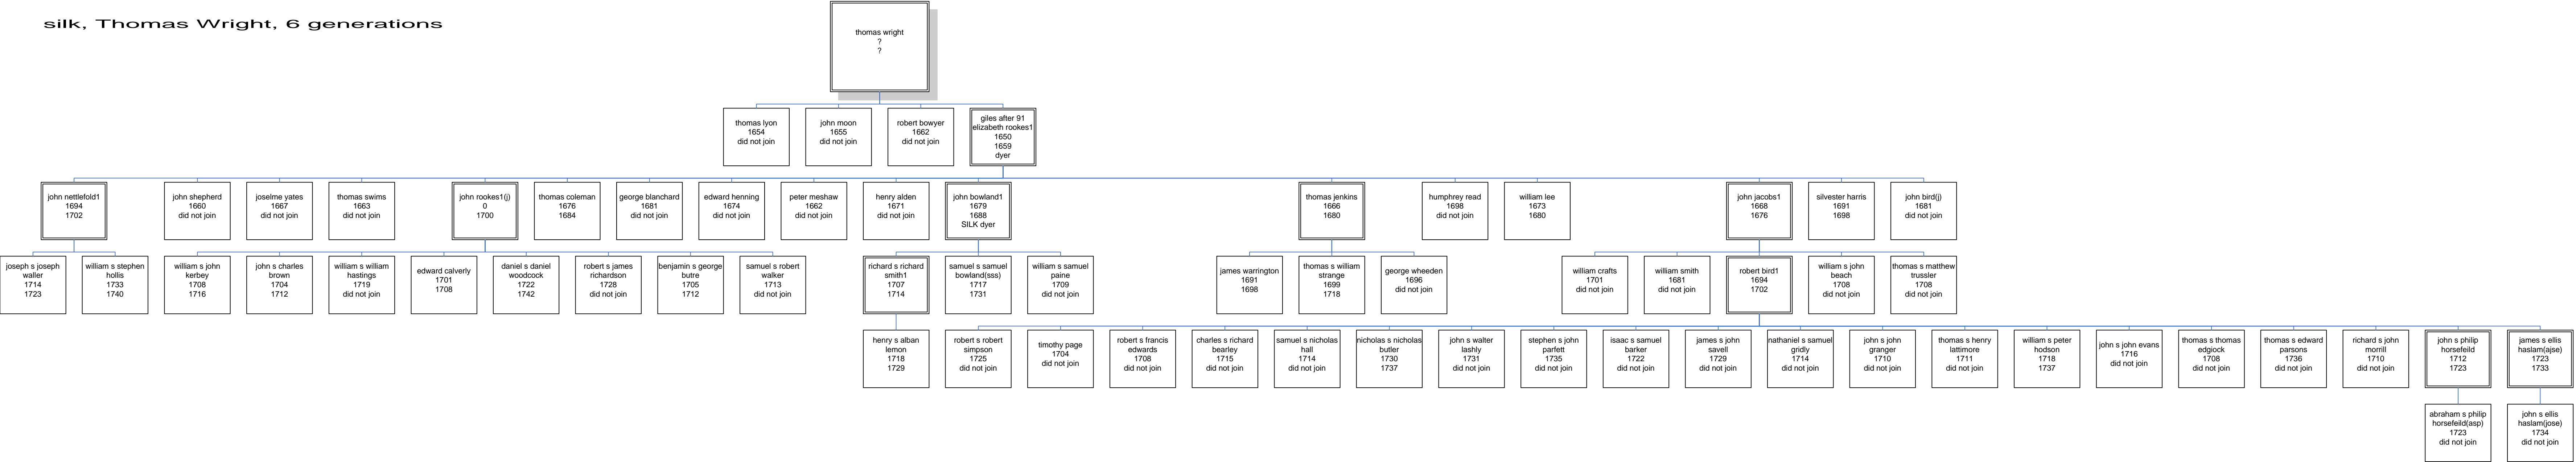 silk, Thomas Wright, 6 generations
thomas wright
?
?
thomas lyon
1654
did not join
john moon
1655
did not join
robert bowyer
1662
did not join
giles after 91
elizabeth rookes1
1650
1659
dyer
john nettlefold1
1694
1702
john shepherd
1660
did not join
joselme yates
1667
did not join
thomas swims
1663
did not join
john rookes1(j)
0
1700
thomas coleman
1676
1684
george blanchard
1681
did not join
edward henning
1674
did not join
peter meshaw
1662
did not join
henry alden
1671
did not join
john bowland1
1679
1688
SILK dyer
thomas jenkins
1666
1680
humphrey read
1698
did not join
william lee
1673
1680
john jacobs1
1668
1676
silvester harris
1691
1698
john bird(j)
1681
did not join
joseph s joseph
waller
1714
1723
william s stephen
hollis
1733
1740
william s john
kerbey
1708
1716
john s charles
brown
1704
1712
william s william
hastings
1719
did not join
edward calverly
1701
1708
daniel s daniel
woodcock
1722
1742
robert s james
richardson
1728
did not join
benjamin s george
butre
1705
1712
samuel s robert
walker
1713
did not join
richard s richard
smith1
1707
1714
samuel s samuel
bowland(sss)
1717
1731
william s samuel
paine
1709
did not join
james warrington
1691
1698
thomas s william
strange
1699
1718
george wheeden
1696
did not join
william crafts
1701
did not join
william smith
1681
did not join
robert bird1
1694
1702
william s john
beach
1708
did not join
thomas s matthew
trussler
1708
did not join
henry s alban
lemon
1718
1729
robert s robert
simpson
1725
did not join
timothy page
1704
did not join
robert s francis
edwards
1708
did not join
charles s richard
bearley
1715
did not join
samuel s nicholas
hall
1714
did not join
nicholas s nicholas
butler
1730
1737
john s walter
lashly
1731
did not join
stephen s john
parfett
1735
did not join
isaac s samuel
barker
1722
did not join
james s john
savell
1729
did not join
nathaniel s samuel
gridly
1714
did not join
john s john
granger
1710
did not join
thomas s henry
lattimore
1711
did not join
william s peter
hodson
1718
1737
john s john evans
1716
did not join
thomas s thomas
edgiock
1708
did not join
thomas s edward
parsons
1736
did not join
richard s john
morrill
1710
did not join
john s philip
horsefeild
1712
1723
james s ellis
haslam(ajse)
1723
1733
abraham s philip
horsefeild(asp)
1723
did not join
john s ellis
haslam(jose)
1734
did not join